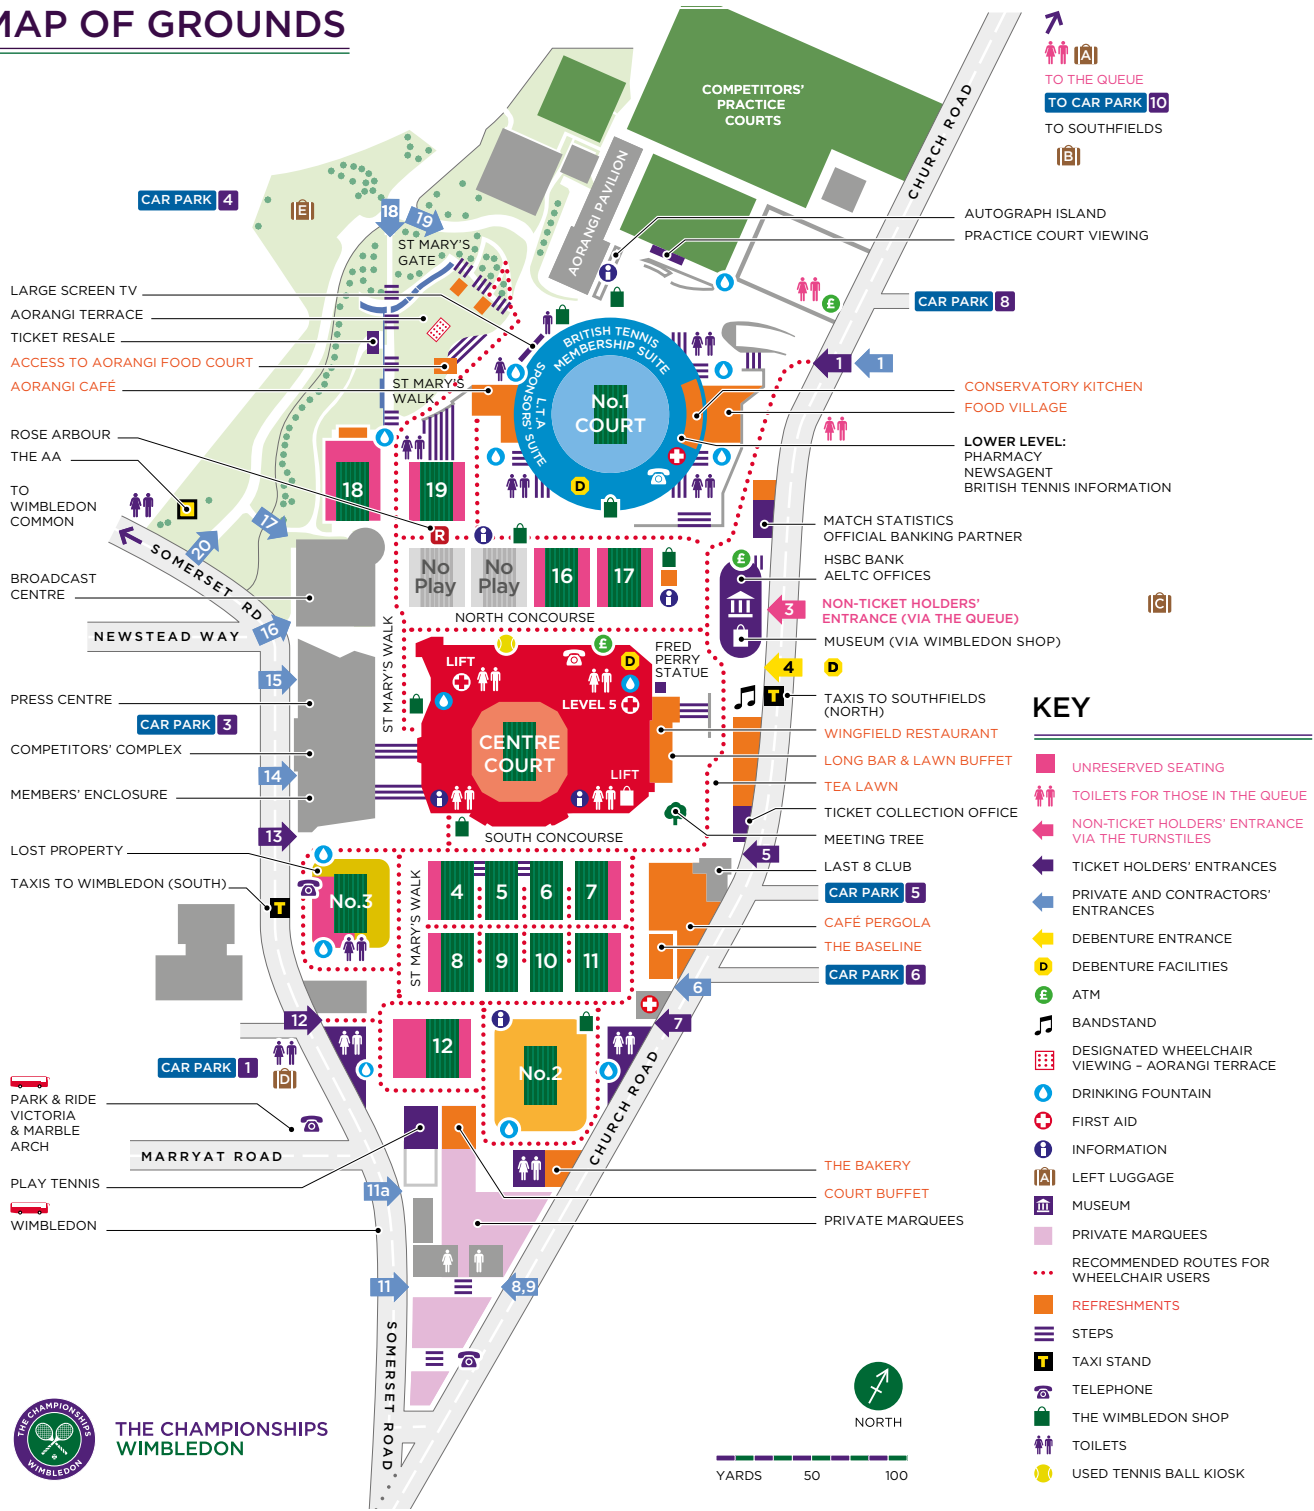 MAP OF GROUNDS
A
TO THE QUEUE
TO CAR PARK 10
TO SOUTHFIELDS
B
COMPETITORS'
PRACTICE
COURTS
CHURCH ROAD
CAR PARK 4
E
18
19
ST MARY'S
GATE
AORANGI PAVILION
AUTOGRAPH ISLAND
PRACTICE COURT VIEWING
CAR PARK 8
LARGE SCREEN TV
AORANGI TERRACE
TICKET RESALE
ACCESS TO AORANGI FOOD COURT
AORANGI CAFÉ
ST MARY'S
WALK
BRITISH TENNIS
MEMBERSHIP SUITE
L.T.A
SPONSORS' SUITE
No.1
COURT
£
1
1
CONSERVATORY KITCHEN
FOOD VILLAGE
LOWER LEVEL:
PHARMACY
NEWSAGENT
BRITISH TENNIS INFORMATION
ROSE ARBOUR
THE AA
TO
WIMBLEDON
COMMON
T
18
19
D
R
17
20
SOMERSET RD
MATCH STATISTICS
OFFICIAL BANKING PARTNER
HSBC BANK
AELTC OFFICES
£
No
Play
No
Play
16
17
NORTH CONCOURSE
BROADCAST
CENTRE
NEWSTEAD WAY
16
3
NON-TICKET HOLDERS'
ENTRANCE (VIA THE QUEUE)
C
MUSEUM (VIA WIMBLEDON SHOP)
4
D
ST MARY'S WALK
LIFT
£
D
FRED
PERRY
STATUE
LEVEL 5
15
PRESS CENTRE
CAR PARK 3
COMPETITORS' COMPLEX
14
MEMBERS' ENCLOSURE
13
CENTRE
COURT
LIFT
SOUTH CONCOURSE
T
TAXIS TO SOUTHFIELDS
(NORTH)
WINGFIELD RESTAURANT
LONG BAR & LAWN BUFFET
TEA LAWN
TICKET COLLECTION OFFICE
MEETING TREE
5
LAST 8 CLUB
CAR PARK 5
CAFÉ PERGOLA
THE BASELINE
CAR PARK 6
LOST PROPERTY
TAXIS TO WIMBLEDON (SOUTH)
T
No.3
ST MARY'S WALK
4
5
6
7
8
9
10
11
6
7
12
12
No.2
CAR PARK 1
D
PARK & RIDE
VICTORIA
& MARBLE
ARCH
MARRYAT ROAD
PLAY TENNIS
WIMBLEDON
11a
11
8,9
CHURCH ROAD
THE BAKERY
COURT BUFFET
PRIVATE MARQUEES
SOMERSET ROAD
NORTH
YARDS 50 100
THE CHAMPIONSHIPS
WIMBLEDON
THE CHAMPIONSHIPS
WIMBLEDON
KEY
UNRESERVED SEATING
TOILETS FOR THOSE IN THE QUEUE
NON-TICKET HOLDERS' ENTRANCE
VIA THE TURNSTILES
TICKET HOLDERS' ENTRANCES
PRIVATE AND CONTRACTORS'
ENTRANCES
DEBENTURE ENTRANCE
D DEBENTURE FACILITIES
£ ATM
BANDSTAND
DESIGNATED WHEELCHAIR
VIEWING – AORANGI TERRACE
DRINKING FOUNTAIN
FIRST AID
i INFORMATION
A LEFT LUGGAGE
MUSEUM
PRIVATE MARQUEES
RECOMMENDED ROUTES FOR
WHEELCHAIR USERS
REFRESHMENTS
STEPS
T TAXI STAND
TELEPHONE
THE WIMBLEDON SHOP
TOILETS
USED TENNIS BALL KIOSK